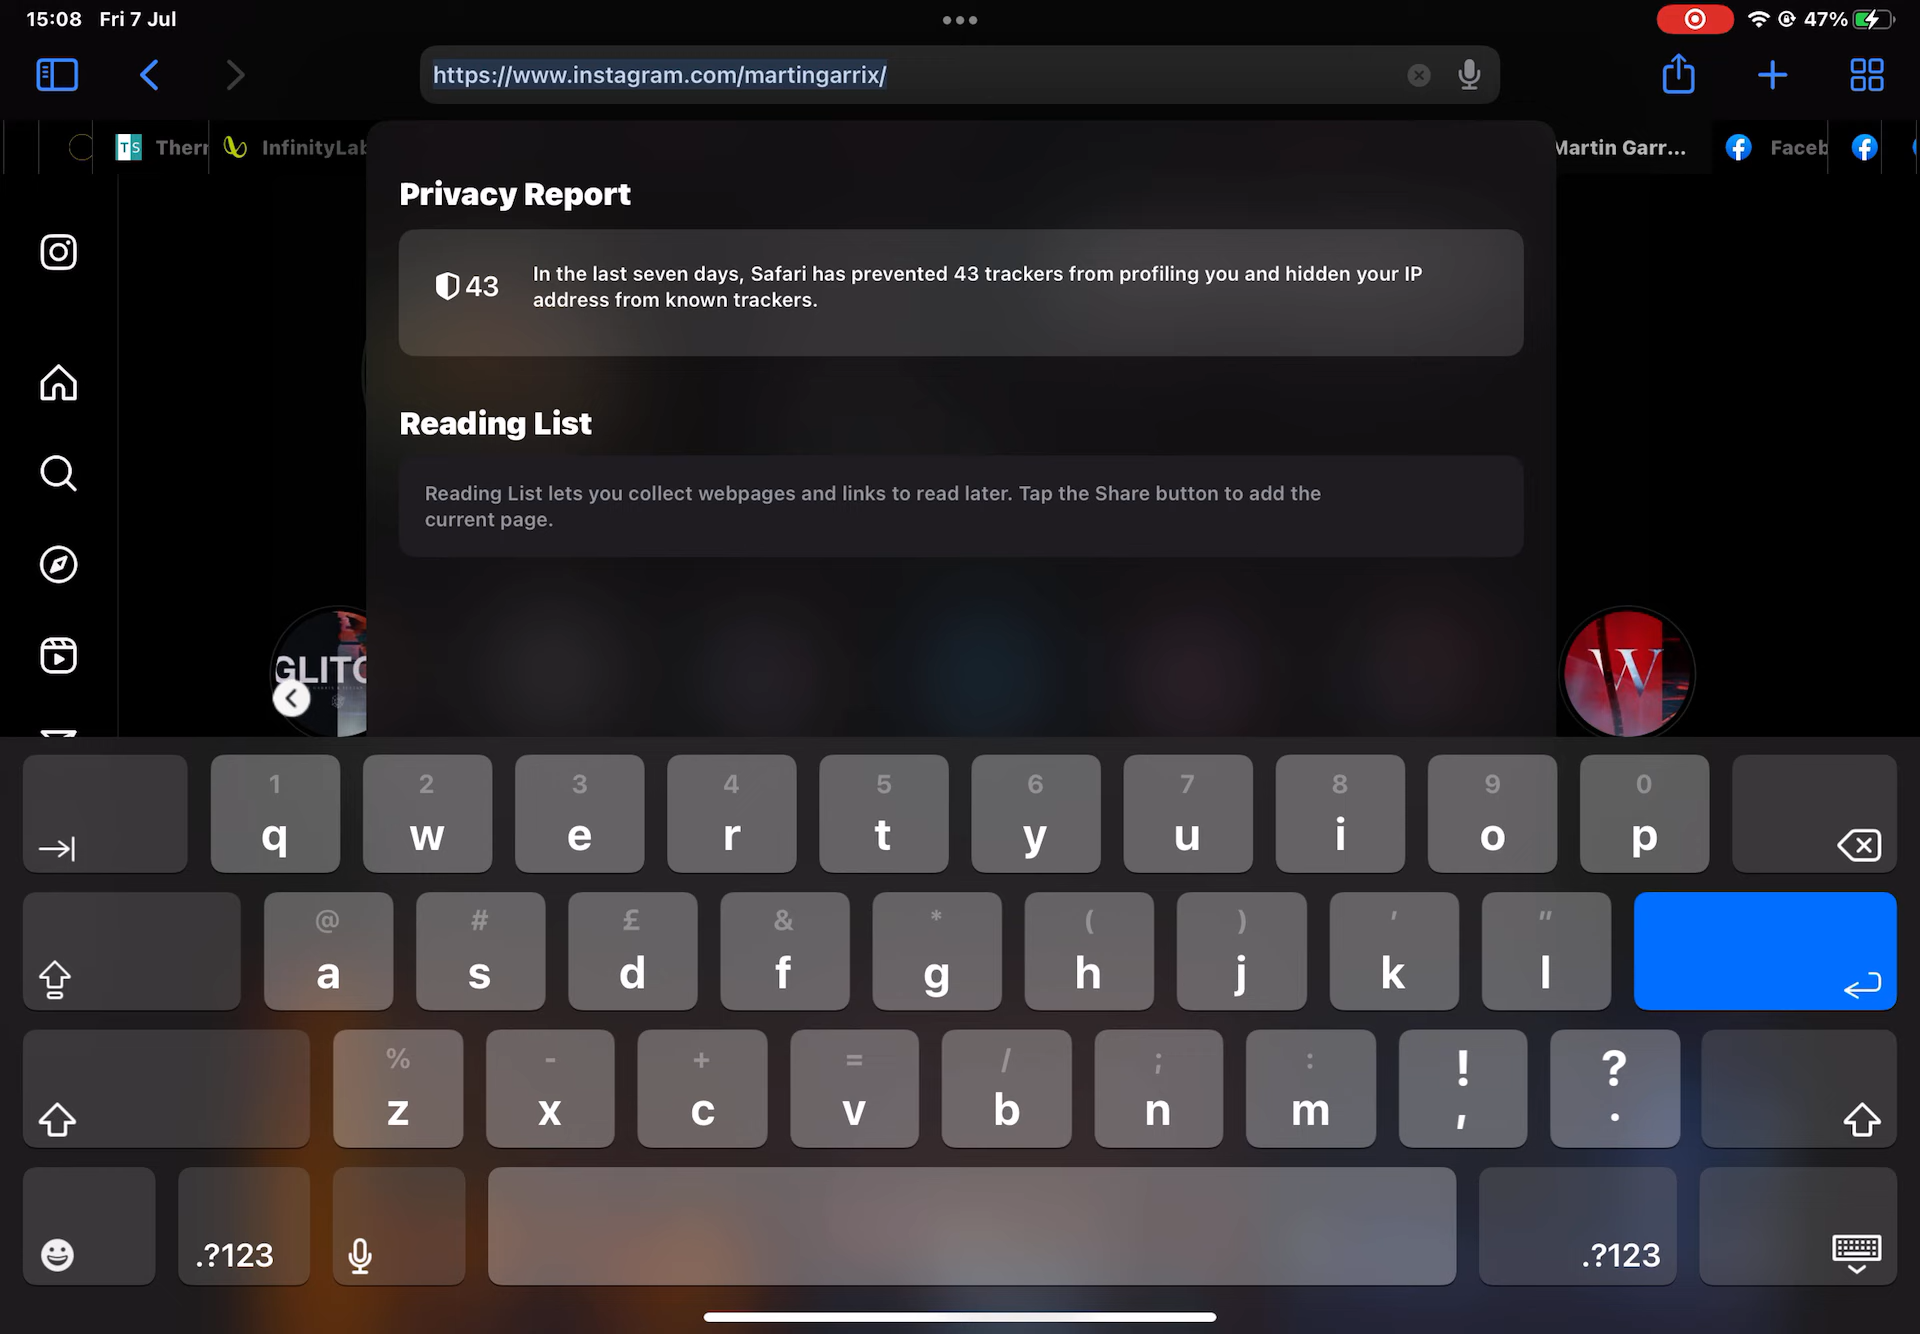 15:08 Fri 7 Jul
47%
https://www.instagram.com/martingarrix/
TS Therr
InfinityLab
Martin Garr...
Faceb
Privacy Report
43
In the last seven days, Safari has prevented 43 trackers from profiling you and hidden your IP
address from known trackers.
Reading List
Reading List lets you collect webpages and links to read later. Tap the Share button to add the
current page.
GLITC
W
1 2 3 4 5 6 7 8 9 0
q w e r t y u i o p
@ # £ & * ( ) ' "
a s d f g h j k l
% - + = / ; : ! ?
z x c v b n m , .
.?123 .?123